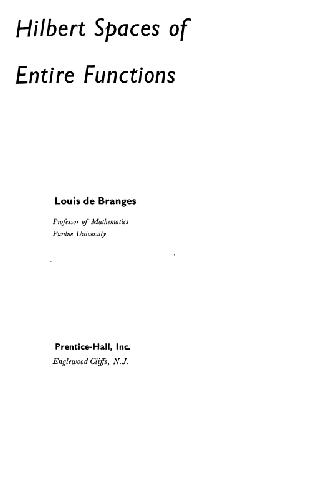 Hilbert Spaces of
Entire Functions
Louis de Branges
Professor of Mathematics
Purdue University
Prentice-Hall, Inc.
Englewood Cliffs, N.J.